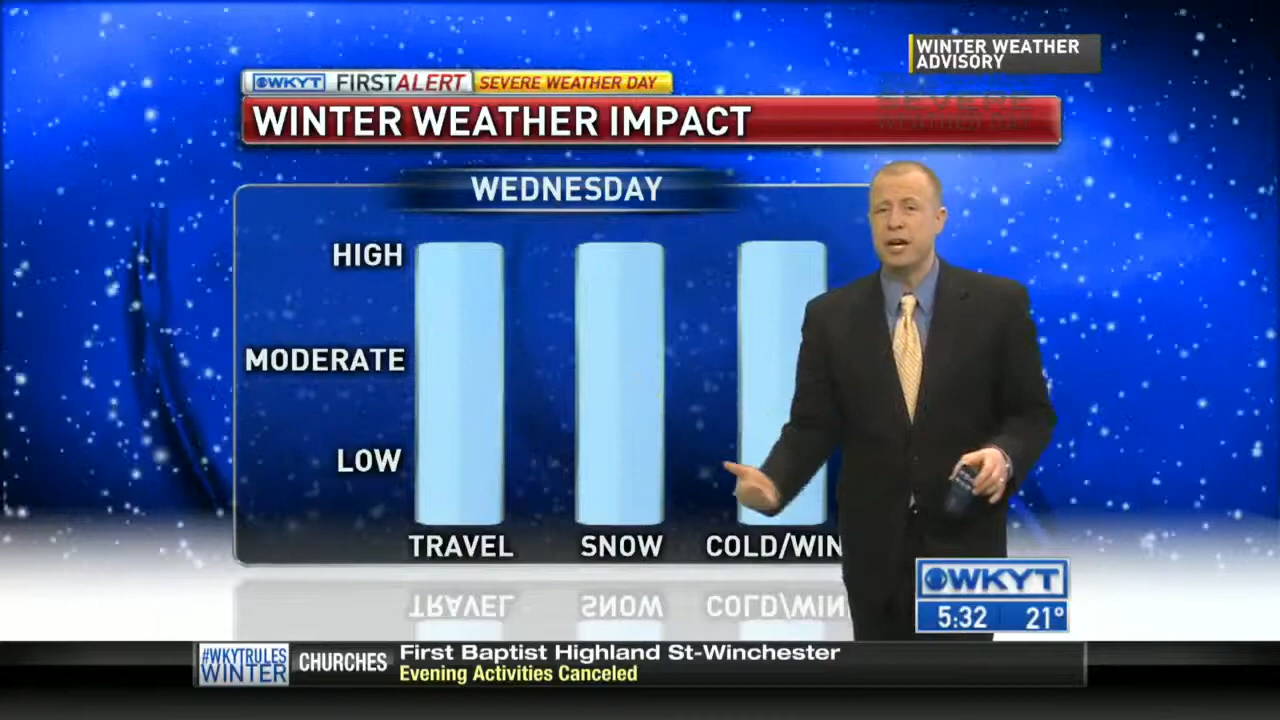 WINTER WEATHER
ADVISORY
WKYT FIRSTALERT SEVERE WEATHER DAY
WINTER WEATHER IMPACT
WEDNESDAY
HIGH
MODERATE
LOW
TRAVEL SNOW COLD/WIN
TRAVEL SNOW COLD/WIN
WKYT
5:32 21°
#WKYTRULES
WINTER
CHURCHES
First Baptist Highland St-Winchester
Evening Activities Canceled